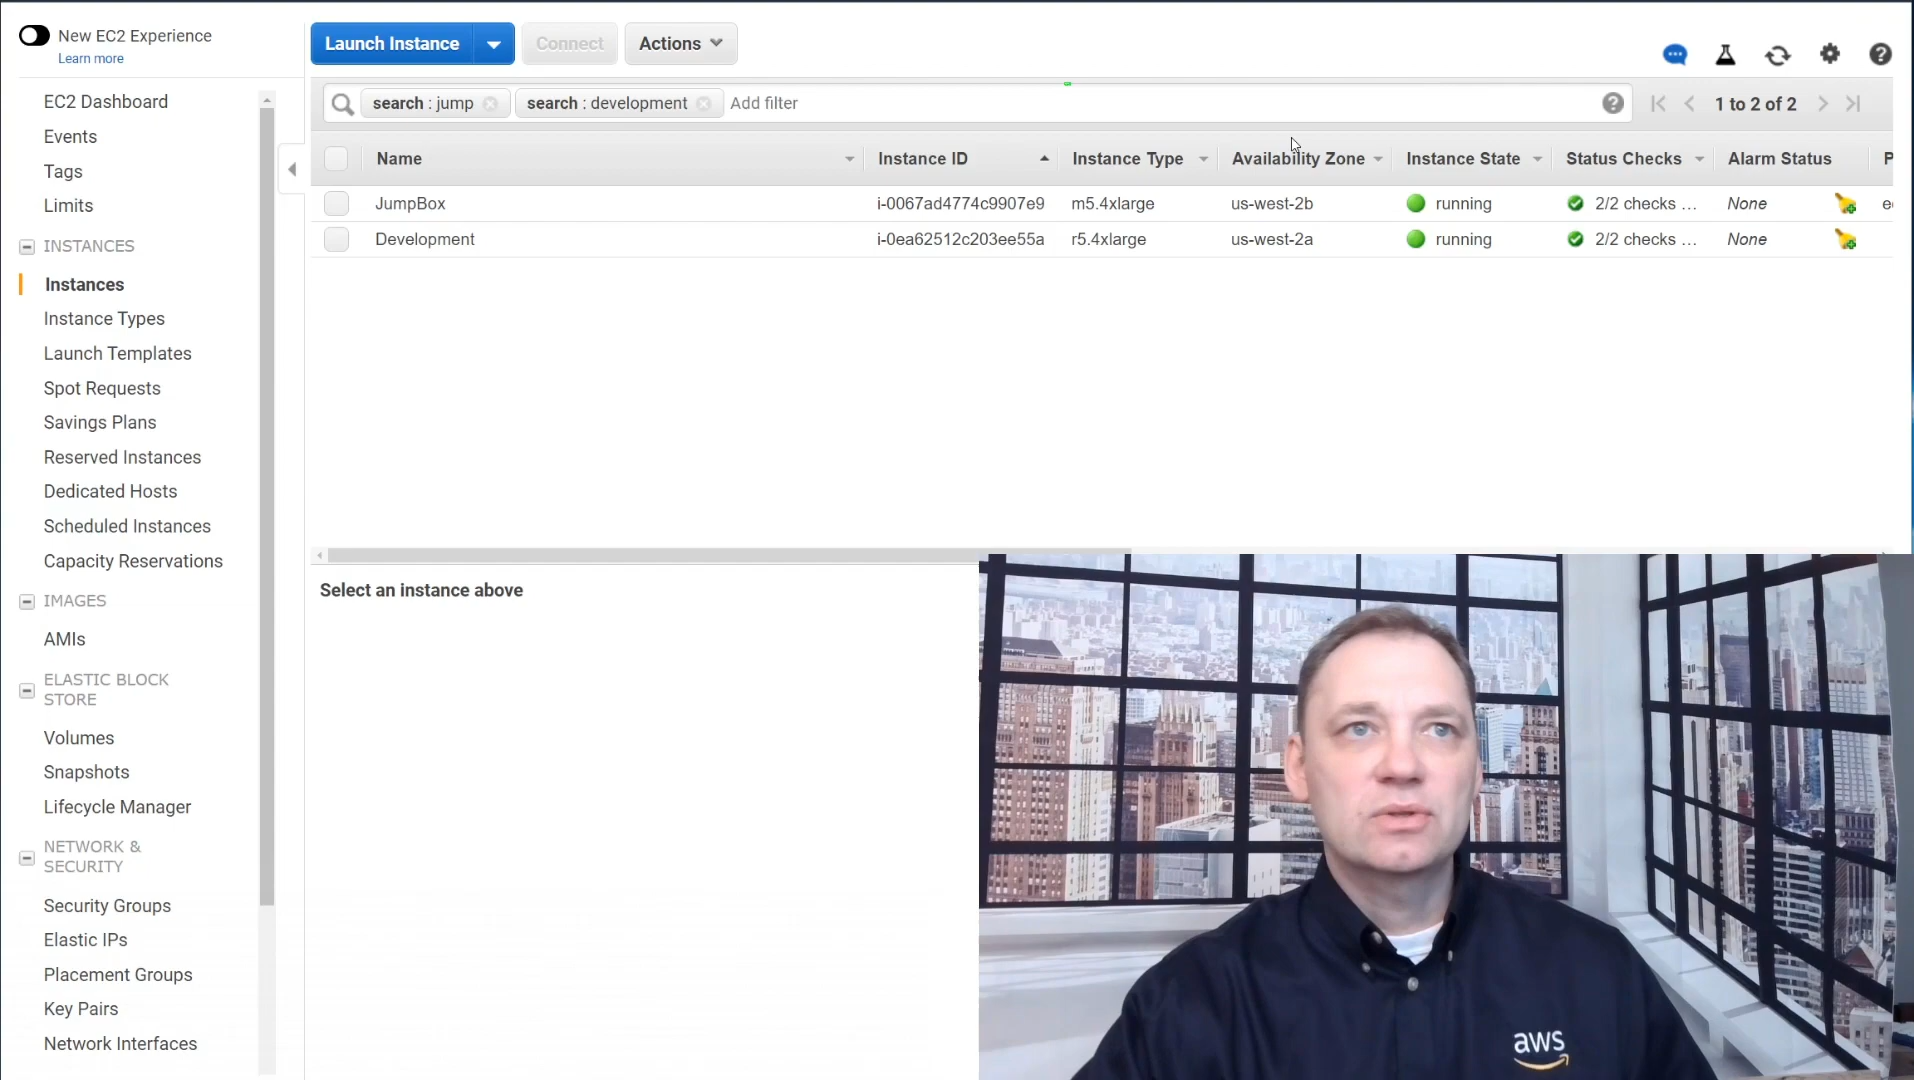 New EC2 Experience
Learn more
Launch Instance
Connect
Actions
search : jump
search : development
Add filter
1 to 2 of 2
EC2 Dashboard
Events
Tags
Limits
INSTANCES
Instances
Instance Types
Launch Templates
Spot Requests
Savings Plans
Reserved Instances
Dedicated Hosts
Scheduled Instances
Capacity Reservations
IMAGES
AMIs
ELASTIC BLOCK
STORE
Volumes
Snapshots
Lifecycle Manager
NETWORK &
SECURITY
Security Groups
Elastic IPs
Placement Groups
Key Pairs
Network Interfaces
Name Instance ID Instance Type Availability Zone Instance State Status Checks Alarm Status P
JumpBox i-0067ad4774c9907e9 m5.4xlarge us-west-2b running 2/2 checks ... None
Development i-0ea62512c203ee55a r5.4xlarge us-west-2a running 2/2 checks ... None
Select an instance above
aws